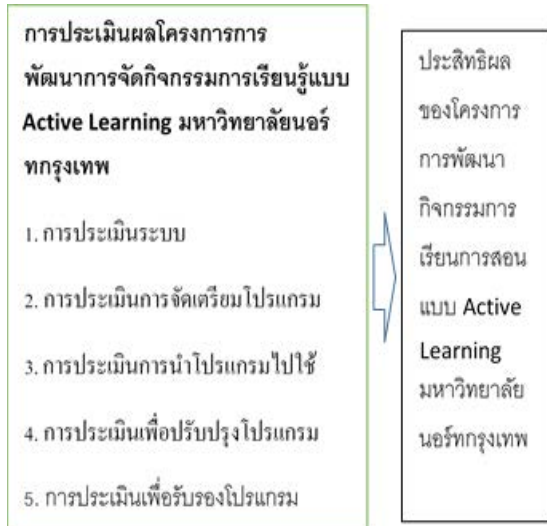 การประเมินผลโครงการการ
พัฒนาการจัดกิจกรรมการเรียนรู้แบบ
Active Learning มหาวิทยาลัยนอร์
ทกรุงเทพ
1. การประเมินระบบ
2. การประเมินการจัดเตรียมโปรแกรม
3. การประเมินการนำโปรแกรมไปใช้
4. การประเมินเพื่อปรับปรุงโปรแกรม
5. การประเมินเพื่อรับรองโปรแกรม
ประสิทธิผล
ของโครงการ
การพัฒนา
กิจกรรมการ
เรียนการสอน
แบบ Active
Learning
มหาวิทยาลัย
นอร์ทกรุงเทพ